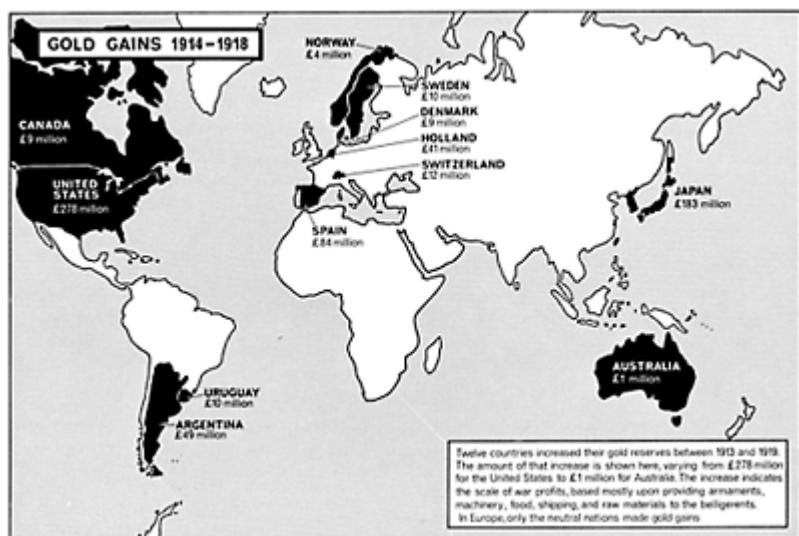 GOLD GAINS 1914-1918
NORWAY
£4 million
SWEDEN
£10 million
DENMARK
£9 million
HOLLAND
£41 million
SWITZERLAND
£12 million
CANADA
£9 million
UNITED
STATES
£278 million
SPAIN
£84 million
JAPAN
£183 million
AUSTRALIA
£1 million
URUGUAY
£10 million
ARGENTINA
£49 million
Twelve countries increased their gold reserves between 1913 and 1919.
The amount of that increase is shown here, varying from £278 million
for the United States to £1 million for Australia. The increase indicates
the scale of war profits, based mostly upon providing armaments,
machinery, food, shipping, and raw materials to the belligerents.
In Europe, only the neutral nations made gold gains